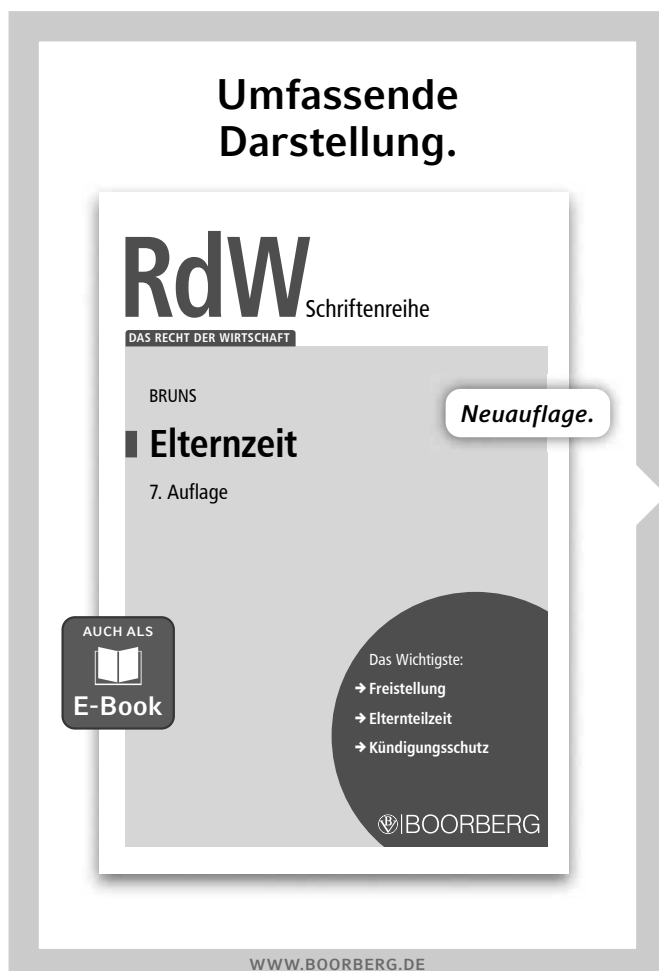 Umfassende
Darstellung.
RdW Schriftenreihe
DAS RECHT DER WIRTSCHAFT
BRUNS
Neuauflage.
Elternzeit
7. Auflage
AUCH ALS
E-Book
Das Wichtigste:
→ Freistellung
→ Elternteilzeit
→ Kündigungsschutz
BOORBERG
WWW.BOORBERG.DE